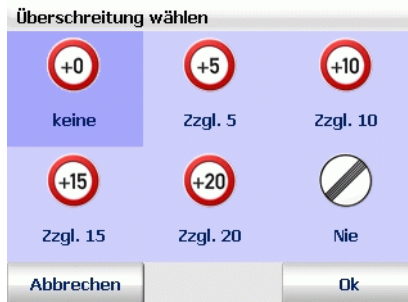 Überschreitung wählen
+0 +5 +10
keine Zzgl. 5 Zzgl. 10
+15 +20
Zzgl. 15 Zzgl. 20 Nie
Abbrechen Ok